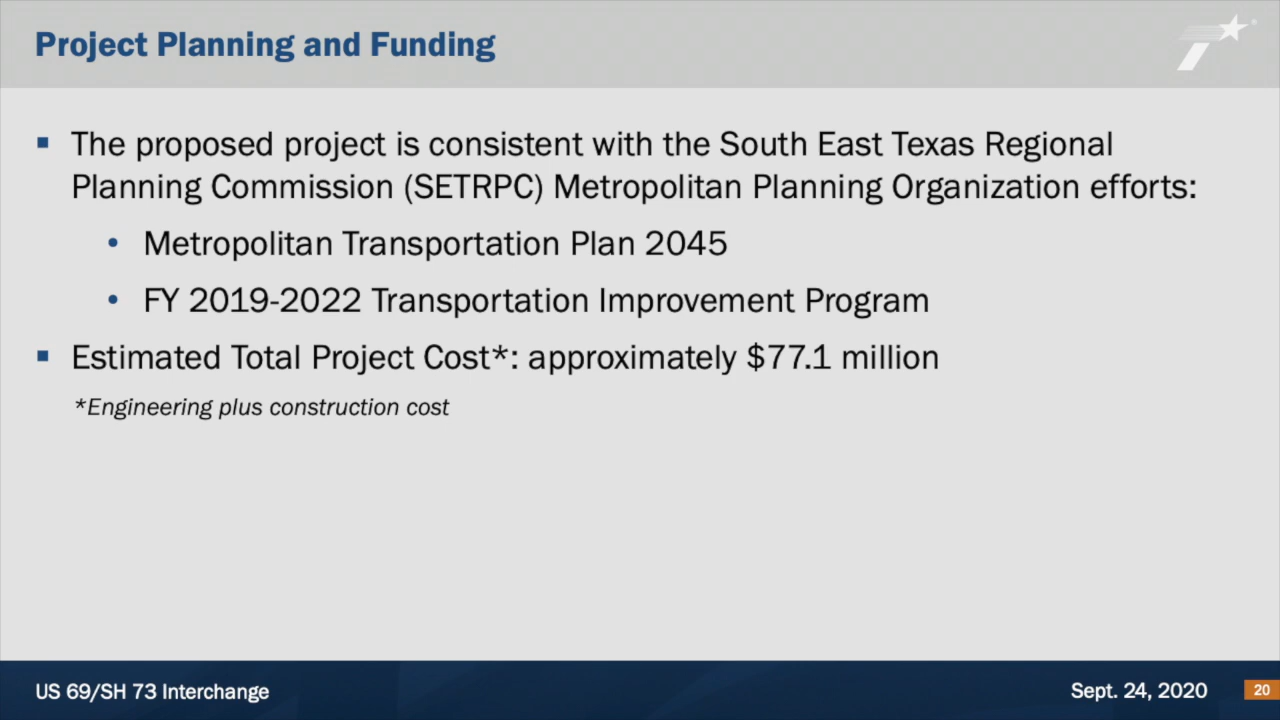 Project Planning and Funding
▪ The proposed project is consistent with the South East Texas Regional
Planning Commission (SETRPC) Metropolitan Planning Organization efforts:
• Metropolitan Transportation Plan 2045
• FY 2019-2022 Transportation Improvement Program
▪ Estimated Total Project Cost*: approximately $77.1 million
*Engineering plus construction cost
US 69/SH 73 Interchange
Sept. 24, 2020
20